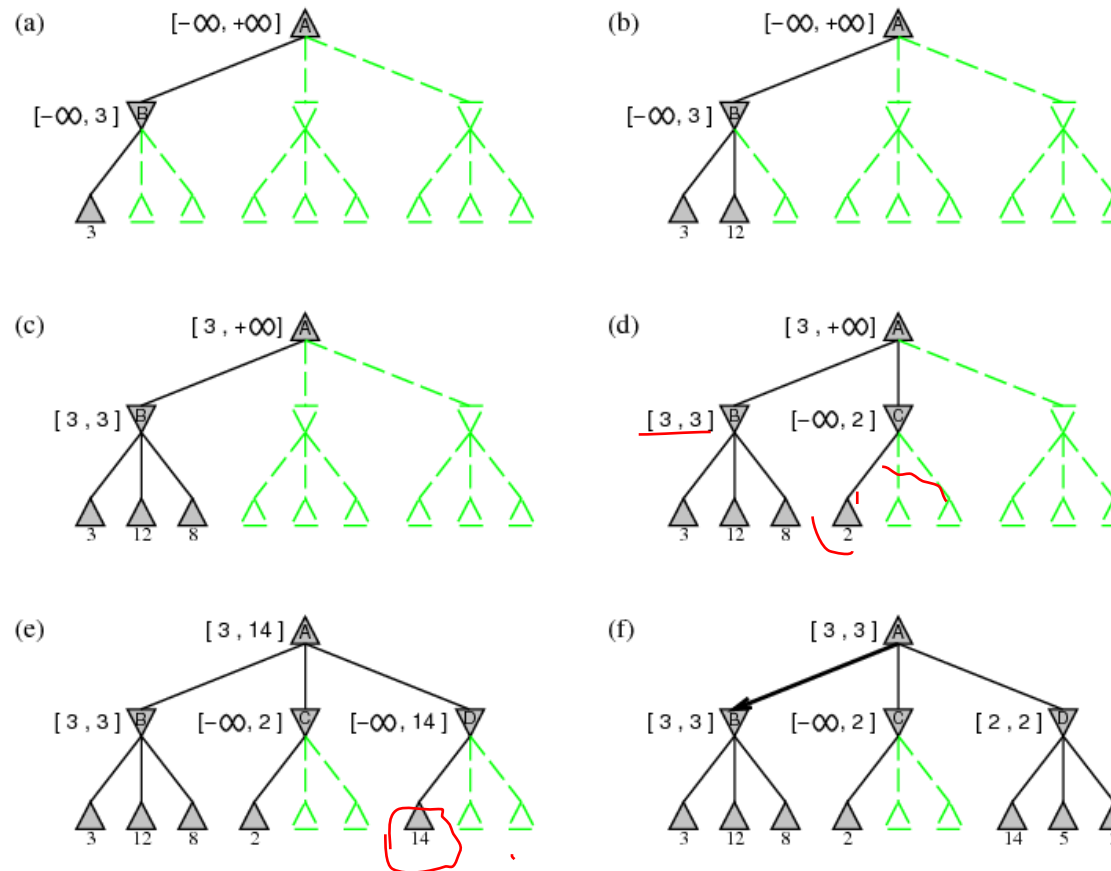 (a) [-∞, +∞] A
[-∞, 3] B
3
(b) [-∞, +∞] A
[-∞, 3] B
3 12
(c) [3, +∞] A
[3, 3] B
3 12 8
(d) [3, +∞] A
[3, 3] B [-∞, 2] C
3 12 8 2
(e) [3, 14] A
[3, 3] B [-∞, 2] C [-∞, 14] D
3 12 8 2 14
(f) [3, 3] A
[3, 3] B [-∞, 2] C [2, 2] D
3 12 8 2 14 5